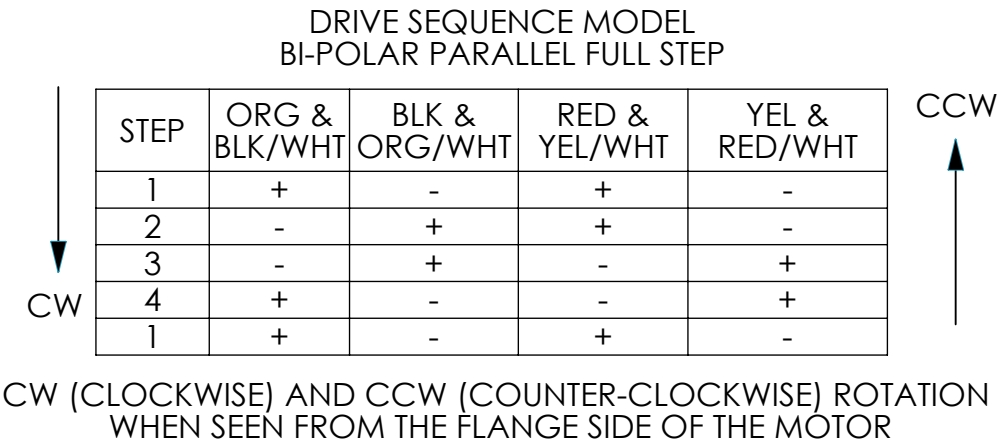 DRIVE SEQUENCE MODEL
BI-POLAR PARALLEL FULL STEP
STEP
ORG &
BLK/WHT
BLK &
ORG/WHT
RED &
YEL/WHT
YEL &
RED/WHT
1 + - + -
2 - + + -
3 - + - +
4 + - - +
1 + - + -
CW
CCW
CW (CLOCKWISE) AND CCW (COUNTER-CLOCKWISE) ROTATION
WHEN SEEN FROM THE FLANGE SIDE OF THE MOTOR